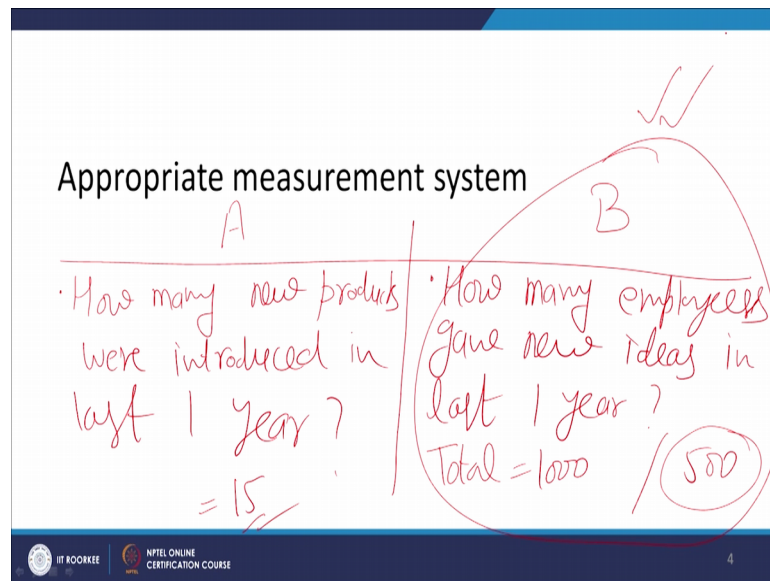 Appropriate measurement system
A
B
· How many new products
were introduced in
last 1 year?
= 15
· How many employees
gave new ideas in
last 1 year?
Total = 1000 / 500
IIT ROORKEE
NPTEL ONLINE
CERTIFICATION COURSE
4